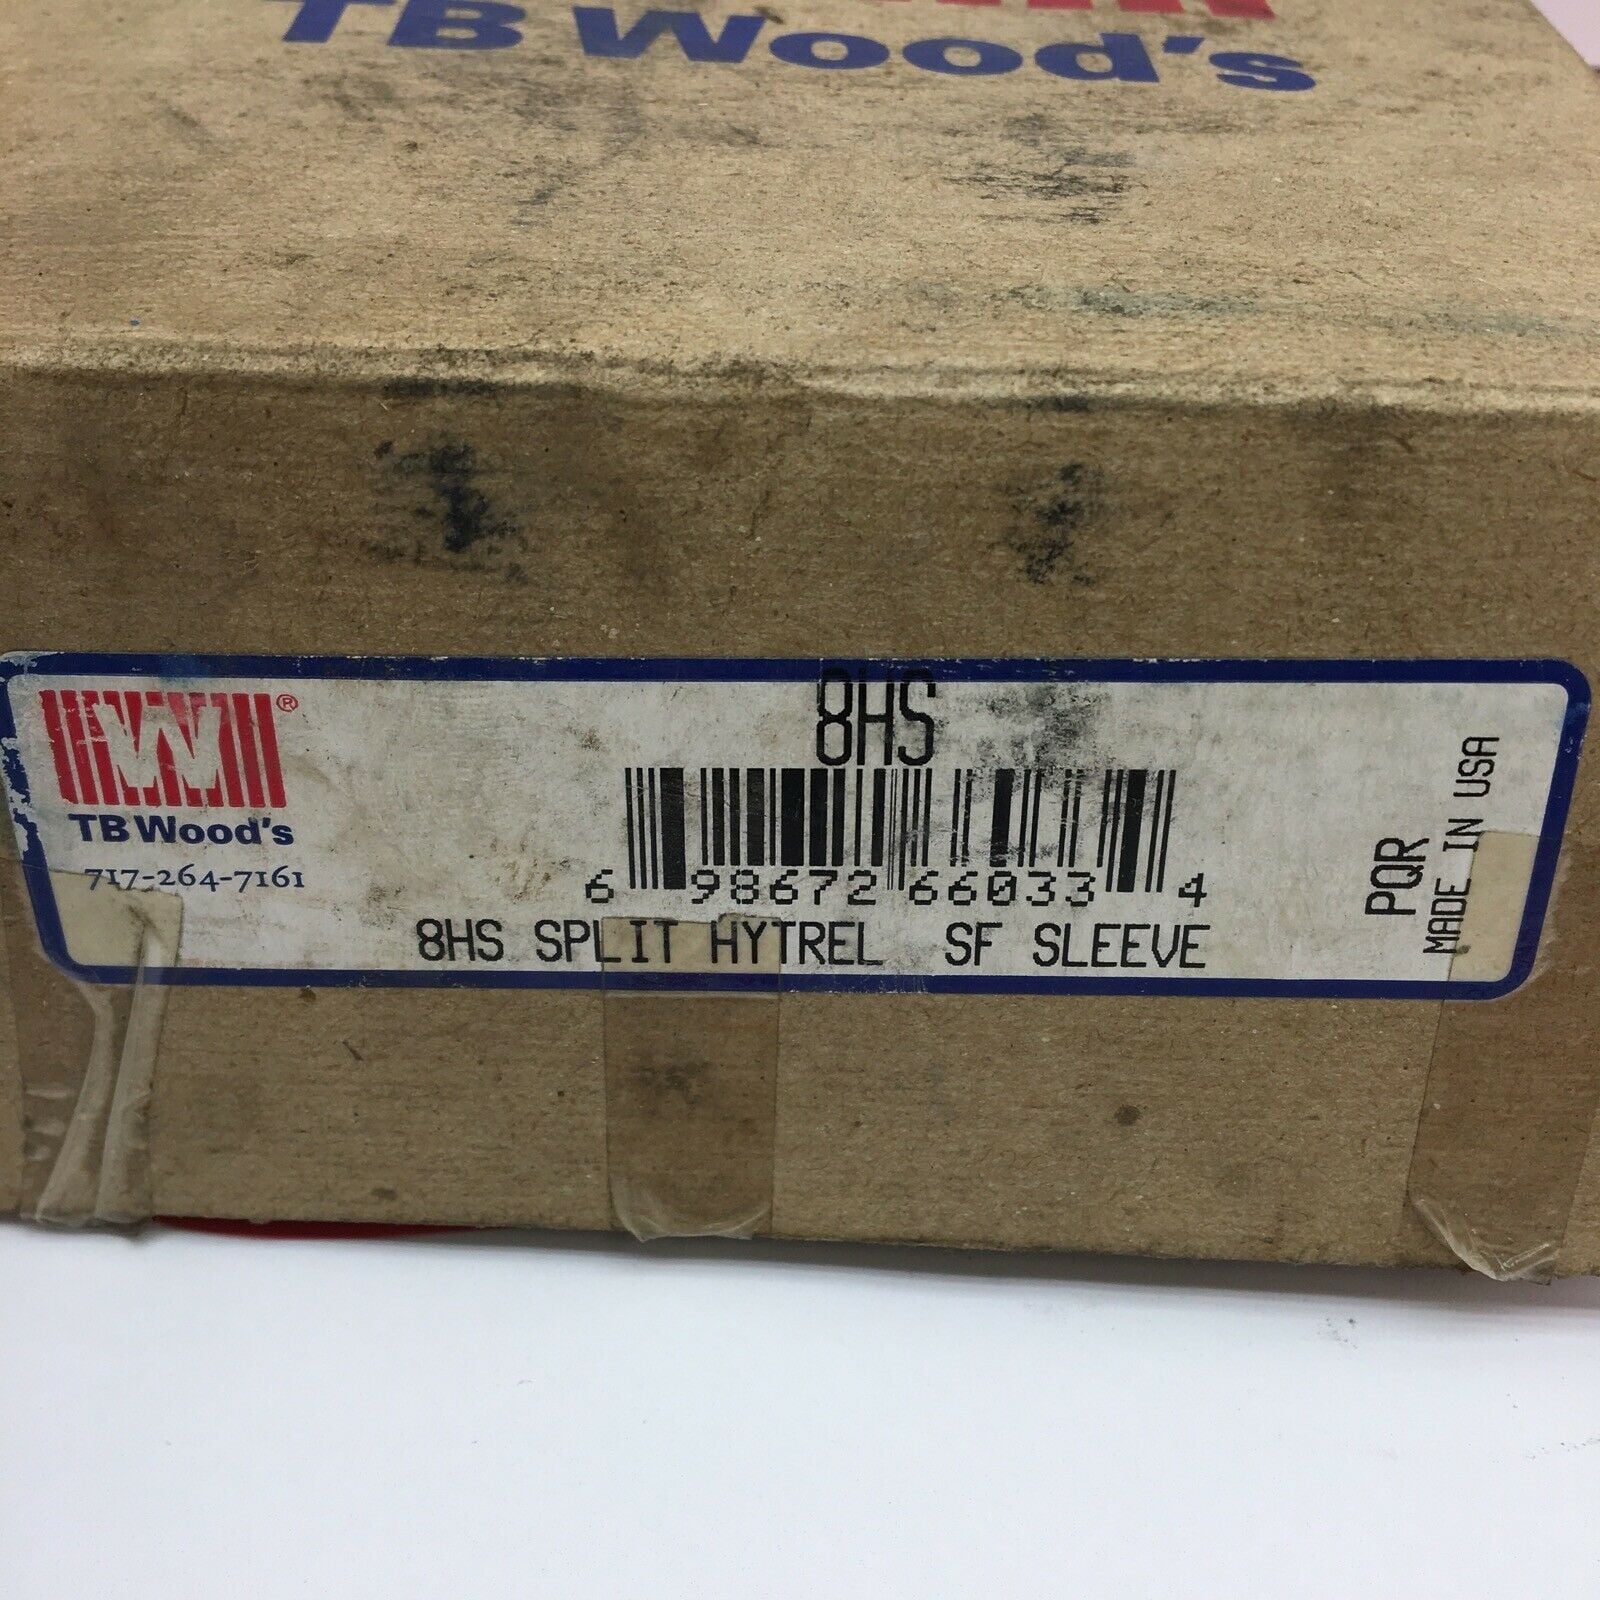 TB Wood's
8HS
®
TB Wood's
717-264-7161
6 98672 66033 4
8HS SPLIT HYTREL SF SLEEVE
PQR
MADE IN USA